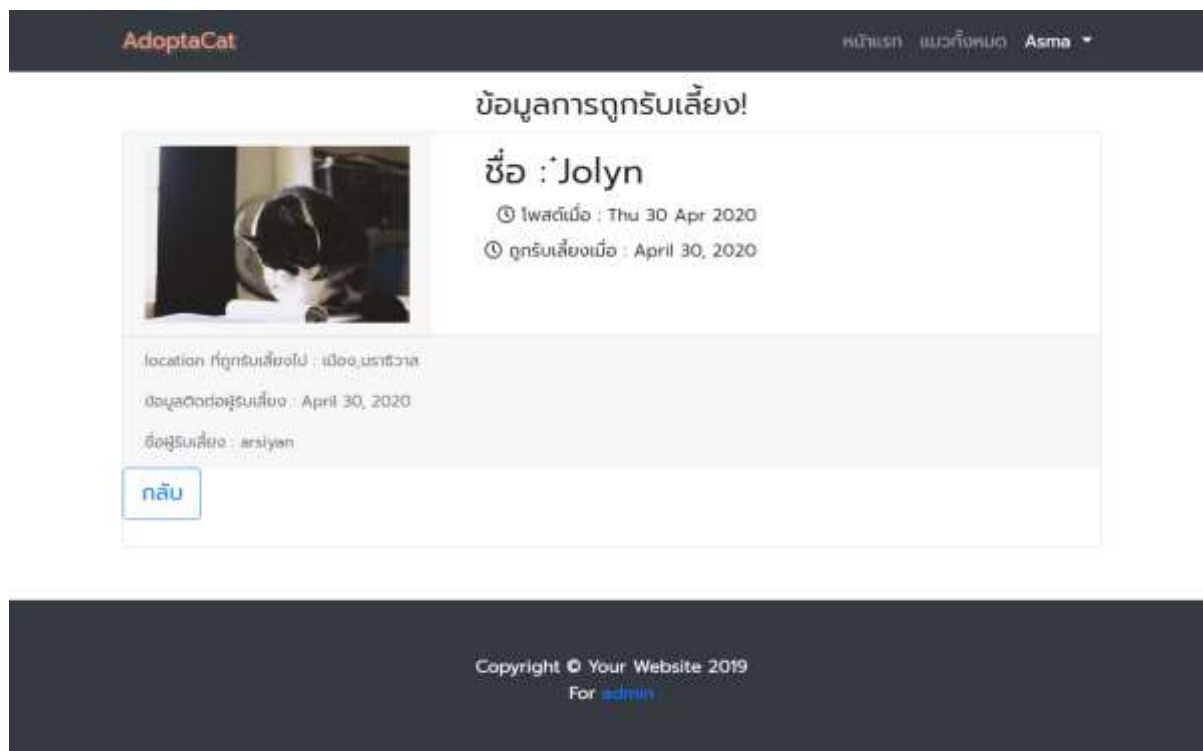 AdoptaCat
หน้าแรก แมวทั้งหมด Asma
ข้อมูลการถูกรับเลี้ยง!
ชื่อ : ๋Jolyn
โพสต์เมื่อ : Thu 30 Apr 2020
ถูกรับเลี้ยงเมื่อ : April 30, 2020
location ที่ถูกรับเลี้ยงไป : เมือง,นราธิวาส
ข้อมูลติดต่อผู้รับเลี้ยง : April 30, 2020
ชื่อผู้รับเลี้ยง : arsiyan
กลับ
Copyright © Your Website 2019
For admin